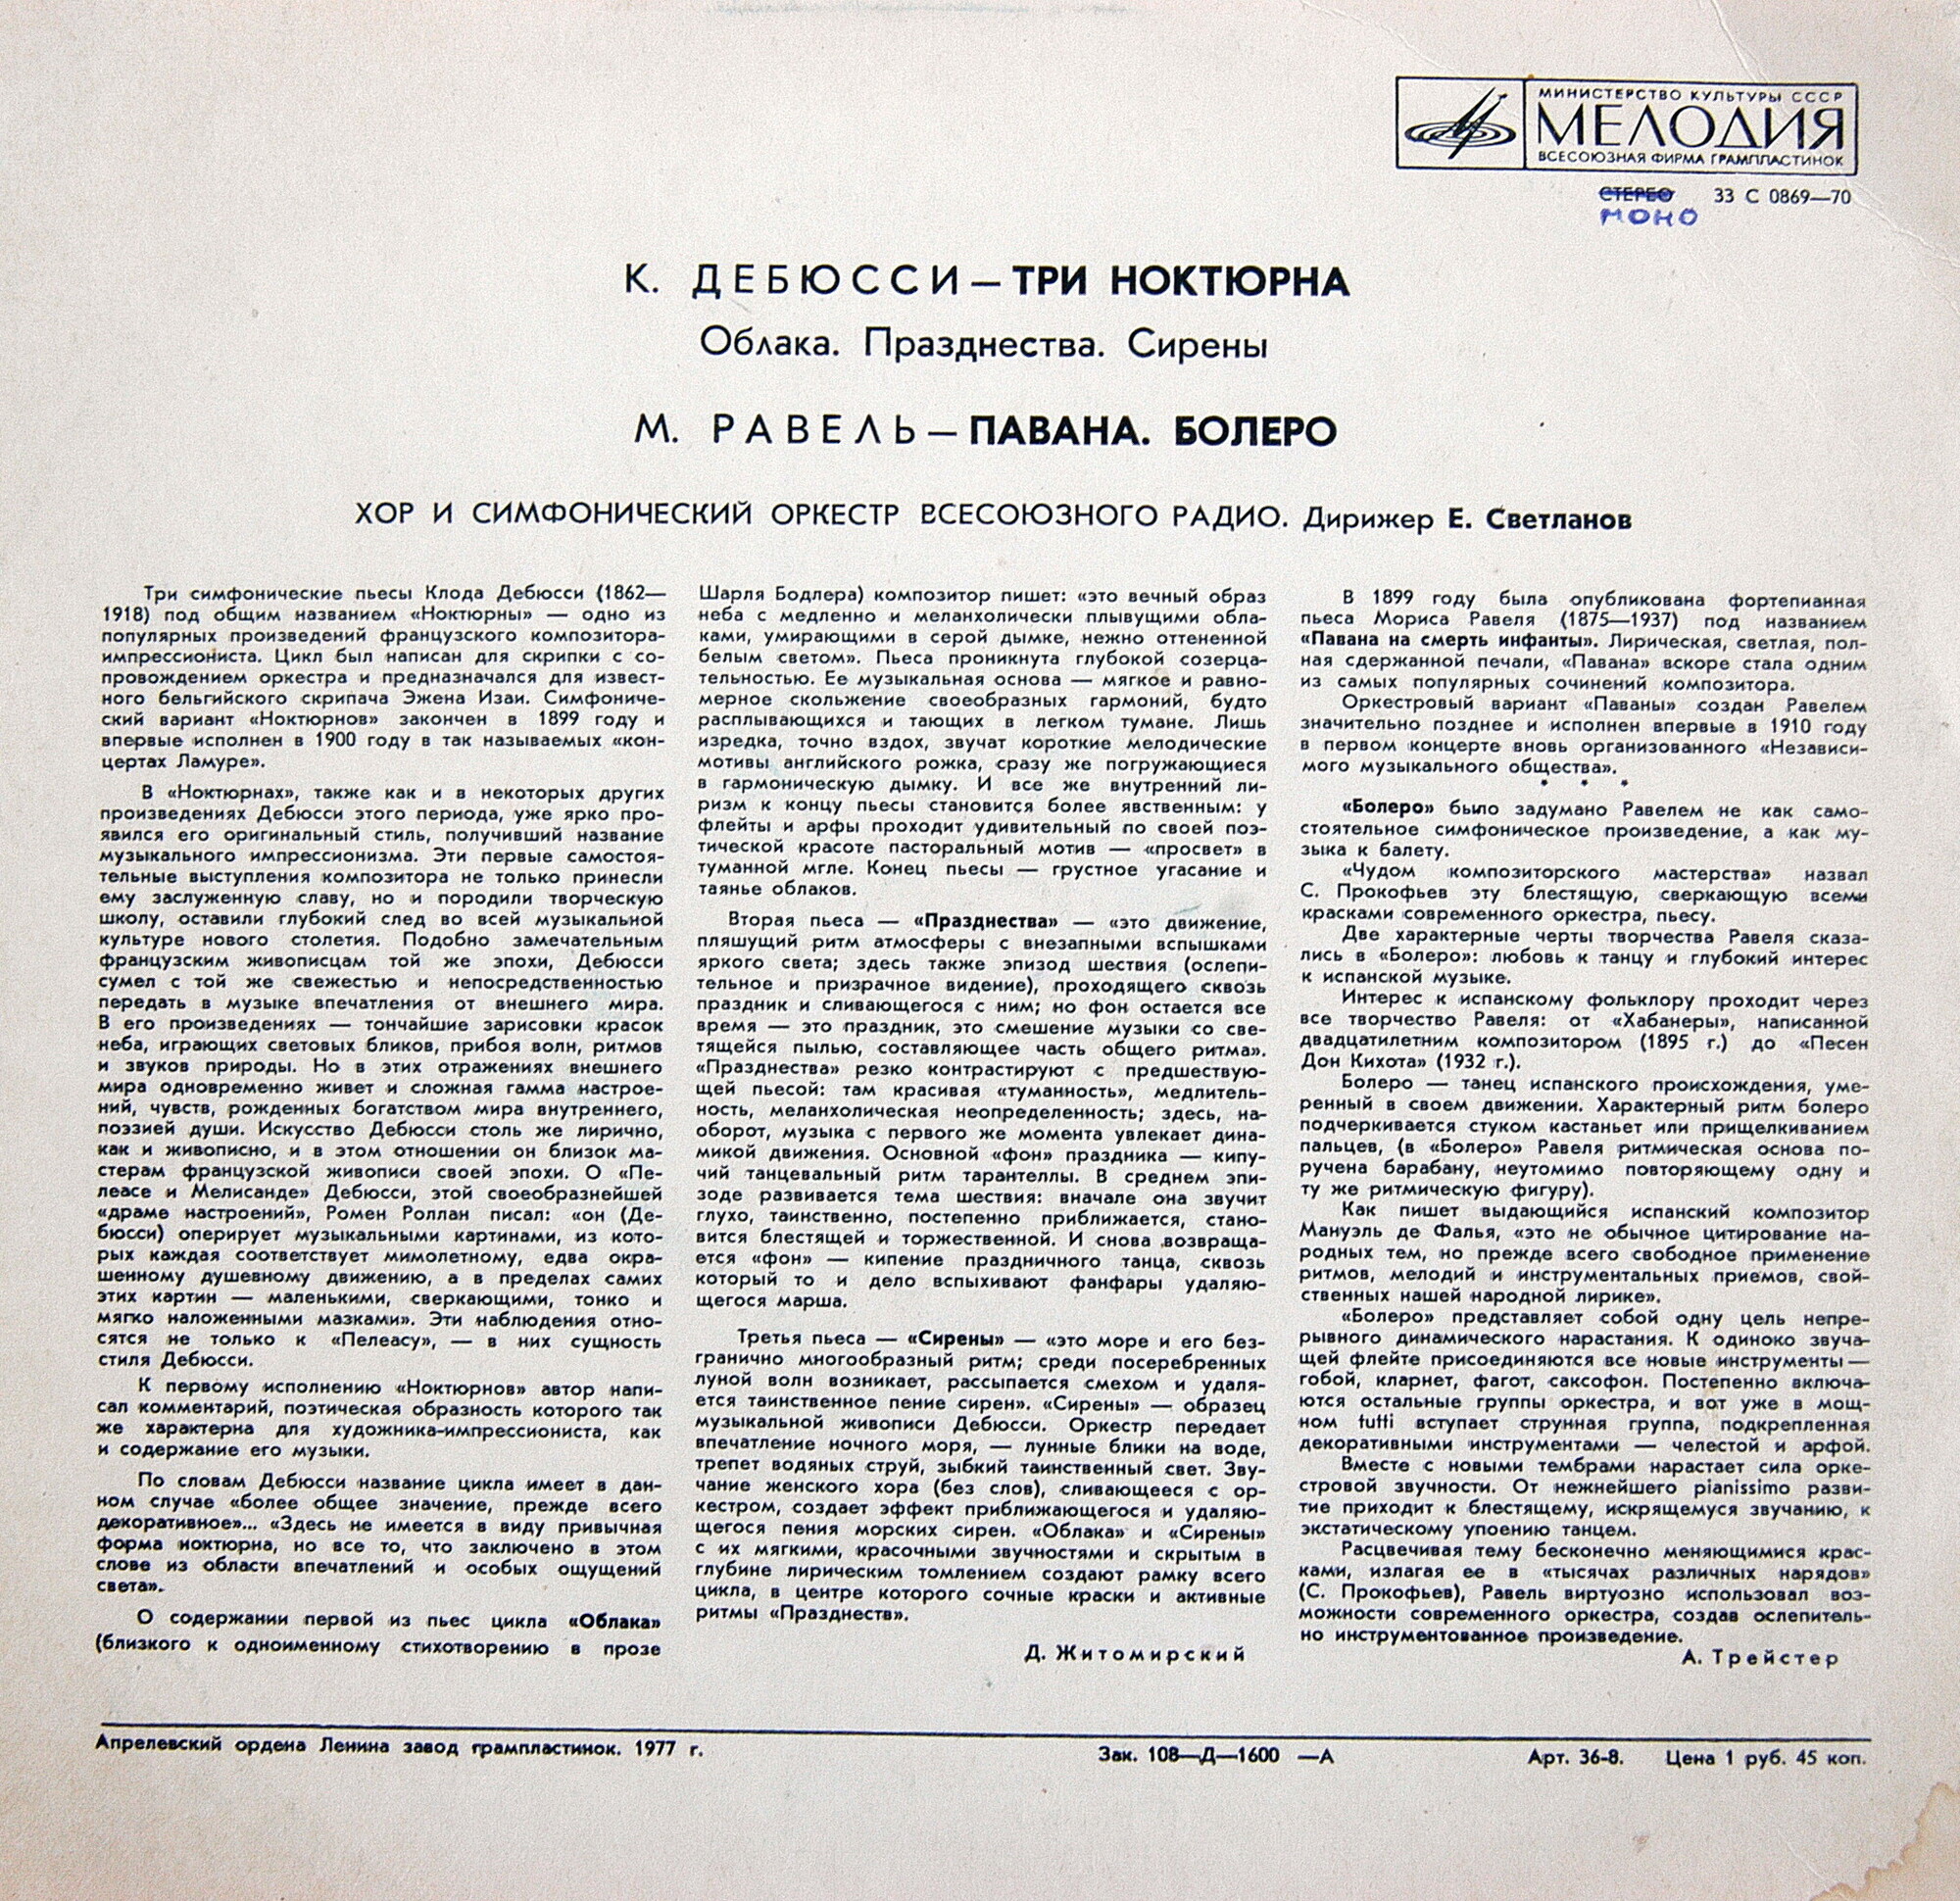 МИНИСТЕРСТВО КУЛЬТУРЫ СССР
МЕЛОДИЯ
ВСЕСОЮЗНАЯ ФИРМА ГРАМПЛАСТИНОК
СТЕРЕО 33 С 0869—70
МОНО
К. ДЕБЮССИ — ТРИ НОКТЮРНА
Облака. Празднества. Сирены
М. РАВЕЛЬ — ПАВАНА. БОЛЕРО
ХОР И СИМФОНИЧЕСКИЙ ОРКЕСТР ВСЕСОЮЗНОГО РАДИО. Дирижер Е. Светланов
Три симфонические пьесы Клода Дебюсси (1862—
1918) под общим названием «Ноктюрны» — одно из
популярных произведений французского композитора-
импрессиониста. Цикл был написан для скрипки с со-
провождением оркестра и предназначался для извест-
ного бельгийского скрипача Эжена Изаи. Симфониче-
ский вариант «Ноктюрнов» закончен в 1899 году и
впервые исполнен в 1900 году в так называемых «кон-
цертах Ламуре».
В «Ноктюрнах», также как и в некоторых других
произведениях Дебюсси этого периода, уже ярко про-
явился его оригинальный стиль, получивший название
музыкального импрессионизма. Эти первые самостоя-
тельные выступления композитора не только принесли
ему заслуженную славу, но и породили творческую
школу, оставили глубокий след во всей музыкальной
культуре нового столетия. Подобно замечательным
французским живописцам той же эпохи, Дебюсси
сумел с той же свежестью и непосредственностью
передать в музыке впечатления от внешнего мира.
В его произведениях — тончайшие зарисовки красок
неба, играющих световых бликов, прибоя волн, ритмов
и звуков природы. Но в этих отражениях внешнего
мира одновременно живет и сложная гамма настрое-
ний, чувств, рожденных богатством мира внутреннего,
поэзией души. Искусство Дебюсси столь же лирично,
как и живописно, и в этом отношении он близок ма-
стерам французской живописи своей эпохи. О «Пе-
леасе и Мелисанде» Дебюсси, этой своеобразнейшей
«драме настроений», Ромен Роллан писал: «он (Де-
бюсси) оперирует музыкальными картинами, из кото-
рых каждая соответствует мимолетному, едва окра-
шенному душевному движению, а в пределах самих
этих картин — маленькими, сверкающими, тонко и
мягко наложенными мазками». Эти наблюдения отно-
сятся не только к «Пелеасу», — в них сущность
стиля Дебюсси.
К первому исполнению «Ноктюрнов» автор напи-
сал комментарий, поэтическая образность которого так
же характерна для художника-импрессиониста, как
и содержание его музыки.
По словам Дебюсси название цикла имеет в дан-
ном случае «более общее значение, прежде всего
декоративное»... «Здесь не имеется в виду привычная
форма ноктюрна, но все то, что заключено в этом
слове из области впечатлений и особых ощущений
света».
О содержании первой из пьес цикла «Облака»
(близкого к одноименному стихотворению в прозе
Шарля Бодлера) композитор пишет: «это вечный образ
неба с медленно и меланхолически плывущими обла-
ками, умирающими в серой дымке, нежно оттененной
белым светом». Пьеса проникнута глубокой созерца-
тельностью. Ее музыкальная основа — мягкое и равно-
мерное скольжение своеобразных гармоний, будто
расплывающихся и тающих в легком тумане. Лишь
изредка, точно вздох, звучат короткие мелодические
мотивы английского рожка, сразу же погружающиеся
в гармоническую дымку. И все же внутренний ли-
ризм к концу пьесы становится более явственным: у
флейты и арфы проходит удивительный по своей поэ-
тической красоте пасторальный мотив — «просвет» в
туманной мгле. Конец пьесы — грустное угасание и
таянье облаков.
Вторая пьеса — «Празднества» — «это движение,
пляшущий ритм атмосферы с внезапными вспышками
яркого света; здесь также эпизод шествия (ослепи-
тельное и призрачное видение), проходящего сквозь
праздник и сливающегося с ним; но фон остается все
время — это праздник, это смешение музыки со све-
тящейся пылью, составляющее часть общего ритма».
«Празднества» резко контрастируют с предшествую-
щей пьесой: там красивая «туманность», медлитель-
ность, меланхолическая неопределенность; здесь, на-
оборот, музыка с первого же момента увлекает дина-
микой движения. Основной «фон» праздника — кипу-
чий танцевальный ритм тарантеллы. В среднем эпи-
зоде развивается тема шествия: вначале она звучит
глухо, таинственно, постепенно приближается, стано-
вится блестящей и торжественной. И снова возвраща-
ется «фон» — кипение праздничного танца, сквозь
который то и дело вспыхивают фанфары удаляю-
щегося марша.
Третья пьеса — «Сирены» — «это море и его без-
гранично многообразный ритм; среди посеребренных
луной волн возникает, рассыпается смехом и удаля-
ется таинственное пение сирен». «Сирены» — образец
музыкальной живописи Дебюсси. Оркестр передает
впечатление ночного моря, — лунные блики на воде,
трепет водяных струй, зыбкий таинственный свет. Зву-
чание женского хора (без слов), сливающееся с ор-
кестром, создает эффект приближающегося и удаляю-
щегося пения морских сирен. «Облака» и «Сирены»
с их мягкими, красочными звучностями и скрытым в
глубине лирическим томлением создают рамку всего
цикла, в центре которого сочные краски и активные
ритмы «Празднеств».
Д. Житомирский
В 1899 году была опубликована фортепианная
пьеса Мориса Равеля (1875—1937) под названием
«Павана на смерть инфанты». Лирическая, светлая, пол-
ная сдержанной печали, «Павана» вскоре стала одним
из самых популярных сочинений композитора.
Оркестровый вариант «Паваны» создан Равелем
значительно позднее и исполнен впервые в 1910 году
в первом концерте вновь организованного «Независи-
мого музыкального общества».
* * *
«Болеро» было задумано Равелем не как само-
стоятельное симфоническое произведение, а как му-
зыка к балету.
«Чудом композиторского мастерства» назвал
С. Прокофьев эту блестящую, сверкающую всеми
красками современного оркестра, пьесу.
Две характерные черты творчества Равеля сказа-
лись в «Болеро»: любовь к танцу и глубокий интерес
к испанской музыке.
Интерес к испанскому фольклору проходит через
все творчество Равеля: от «Хабанеры», написанной
двадцатилетним композитором (1895 г.) до «Песен
Дон Кихота» (1932 г.).
Болеро — танец испанского происхождения, уме-
ренный в своем движении. Характерный ритм болеро
подчеркивается стуком кастаньет или прищелкиванием
пальцев, (в «Болеро» Равеля ритмическая основа по-
ручена барабану, неутомимо повторяющему одну и
ту же ритмическую фигуру).
Как пишет выдающийся испанский композитор
Мануэль де Фалья, «это не обычное цитирование на-
родных тем, но прежде всего свободное применение
ритмов, мелодий и инструментальных приемов, свой-
ственных нашей народной лирике».
«Болеро» представляет собой одну цель непре-
рывного динамического нарастания. К одиноко звуча-
щей флейте присоединяются все новые инструменты —
гобой, кларнет, фагот, саксофон. Постепенно включа-
ются остальные группы оркестра, и вот уже в мощ-
ном tutti вступает струнная группа, подкрепленная
декоративными инструментами — челестой и арфой.
Вместе с новыми тембрами нарастает сила орке-
стровой звучности. От нежнейшего pianissimo разви-
тие приходит к блестящему, искрящемуся звучанию, к
экстатическому упоению танцем.
Расцвечивая тему бесконечно меняющимися крас-
ками, излагая ее в «тысячах различных нарядов»
(С. Прокофьев), Равель виртуозно использовал воз-
можности современного оркестра, создав ослепитель-
но инструментованное произведение.
А. Трейстер
Апрелевский ордена Ленина завод грампластинок. 1977 г. Зак. 108—Д—1600 —А Арт. 36-8. Цена 1 руб. 45 коп.